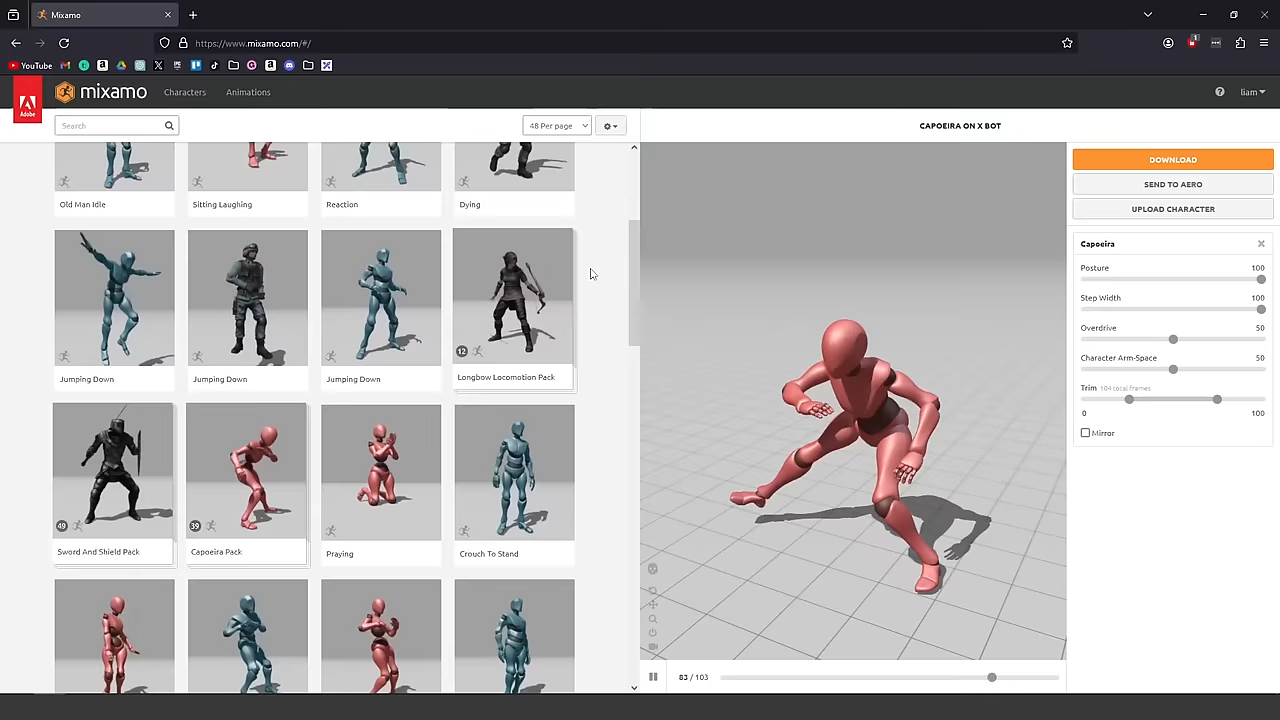 Mixamo
https://www.mixamo.com/#/
1
YouTube
Adobe
mixamo
Characters
Animations
liam
Search
48 Per page
CAPOEIRA ON X BOT
Old Man Idle
Sitting Laughing
Reaction
Dying
Jumping Down
Jumping Down
Jumping Down
12
Longbow Locomotion Pack
49
Sword And Shield Pack
39
Capoeira Pack
Praying
Crouch To Stand
83 / 103
DOWNLOAD
SEND TO AERO
UPLOAD CHARACTER
Capoeira
Posture 100
Step Width 100
Overdrive 50
Character Arm-Space 50
Trim 104 total frames
0 100
Mirror